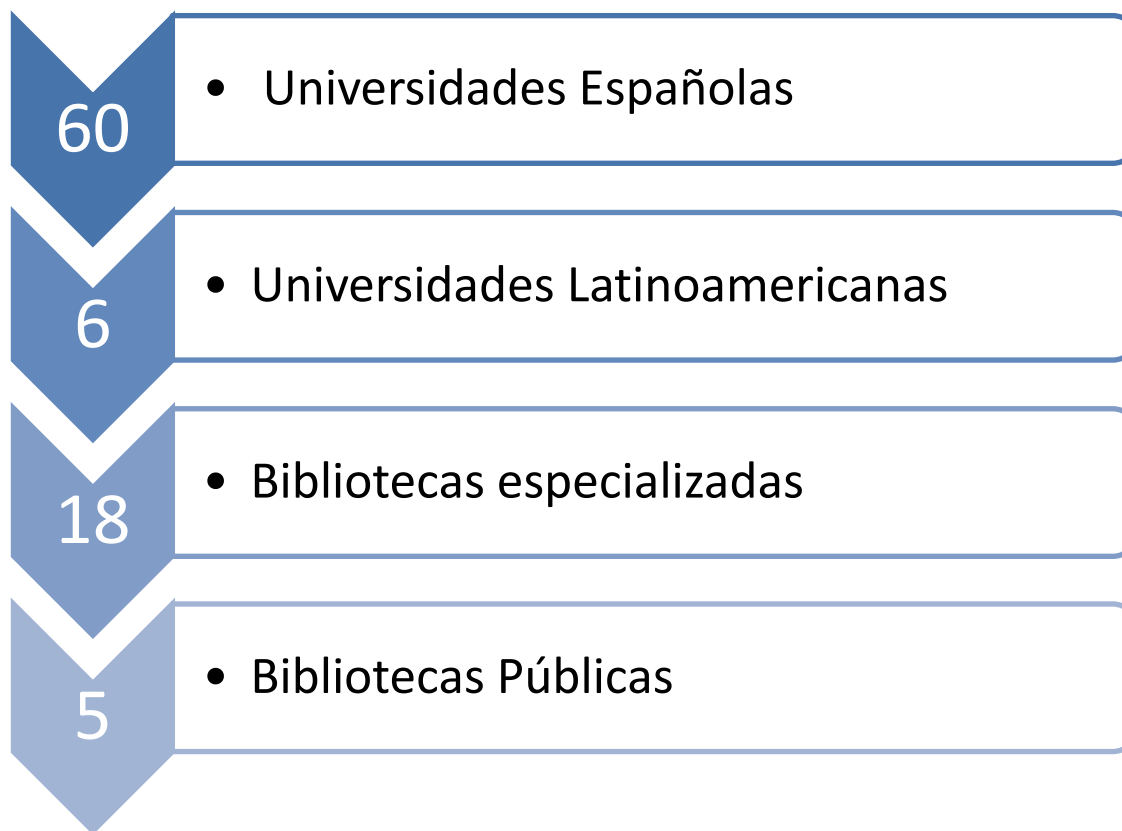 60
• Universidades Españolas
6
• Universidades Latinoamericanas
18
• Bibliotecas especializadas
5
• Bibliotecas Públicas